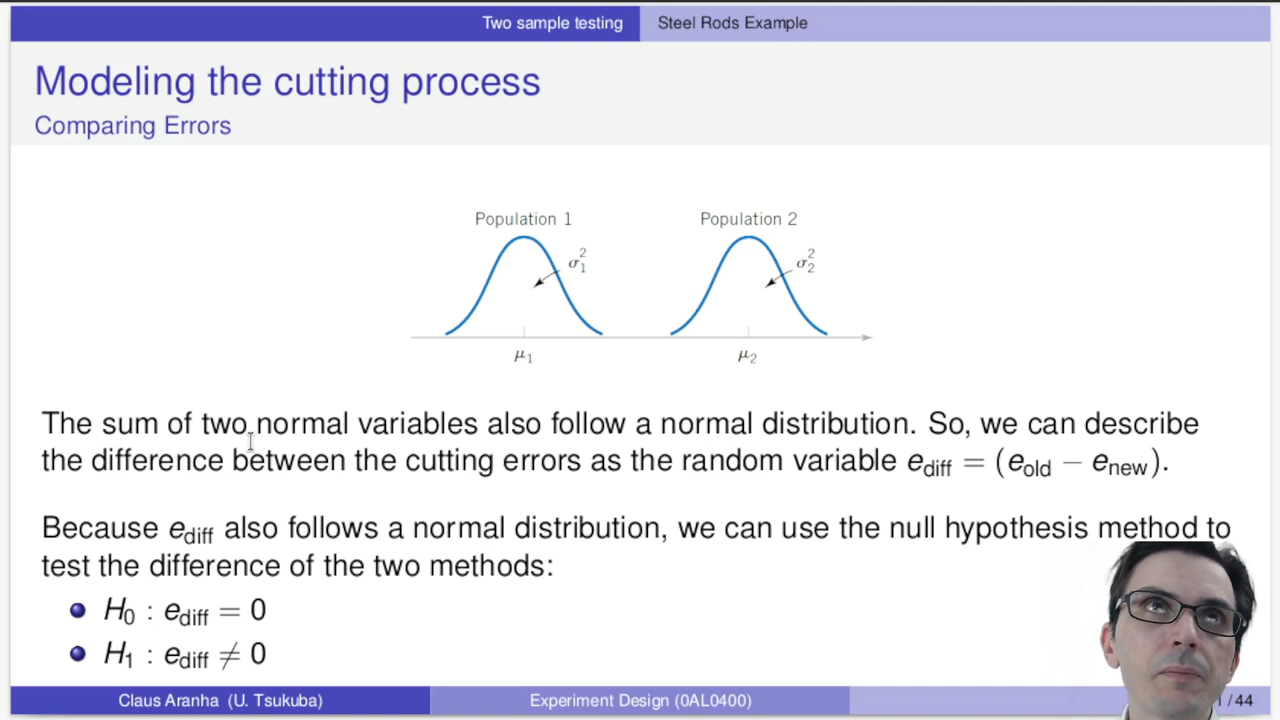 Two sample testing Steel Rods Example
Modeling the cutting process
Comparing Errors
Population 1 Population 2
σ₁² σ₂²
μ₁ μ₂
The sum of two normal variables also follow a normal distribution. So, we can describe
the difference between the cutting errors as the random variable e_diff = (e_old − e_new).
Because e_diff also follows a normal distribution, we can use the null hypothesis method to
test the difference of the two methods:
H₀ : e_diff = 0
H₁ : e_diff ≠ 0
Claus Aranha (U. Tsukuba) Experiment Design (0AL0400) / 44